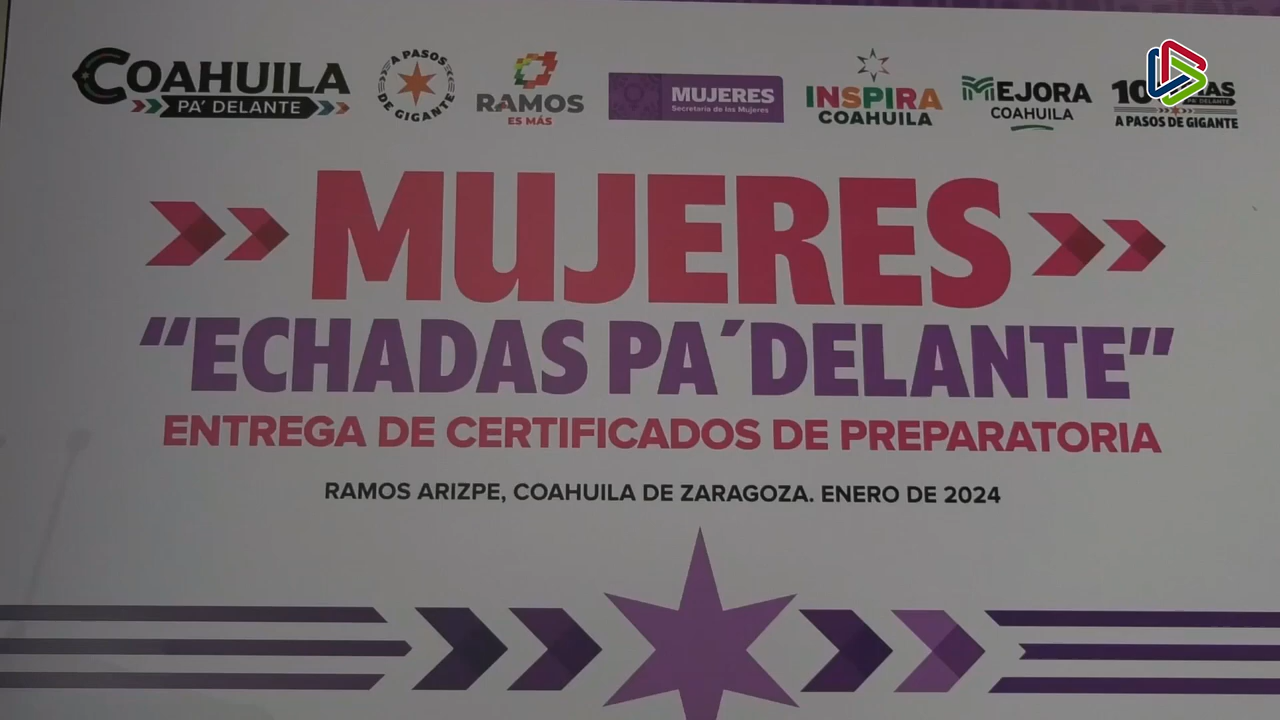 COAHUILA
PA' DELANTE
A PASOS
DE GIGANTE
RAMOS
ES MÁS
MUJERES
Secretaría de las Mujeres
INSPIRA
COAHUILA
MEJORA
COAHUILA
PA' DELANTE
A PASOS DE GIGANTE
MUJERES
“ECHADAS PA´DELANTE”
ENTREGA DE CERTIFICADOS DE PREPARATORIA
RAMOS ARIZPE, COAHUILA DE ZARAGOZA. ENERO DE 2024